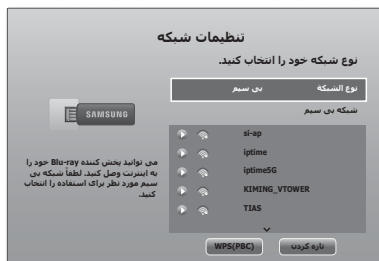 تنظیمات شبکه
نوع شبکه خود را انتخاب کنید.
نوع الشبكة بی سیم
شبکه بی سیم
si-ap
iptime
iptime5G
KIMING_VTOWER
TIAS
SAMSUNG
می توانید پخش کننده Blu-ray خود را
به اینترنت وصل کنید. لطفاً شبکه بی
سیم مورد نظر برای استفاده را انتخاب
کنید.
تازه کردن WPS(PBC)